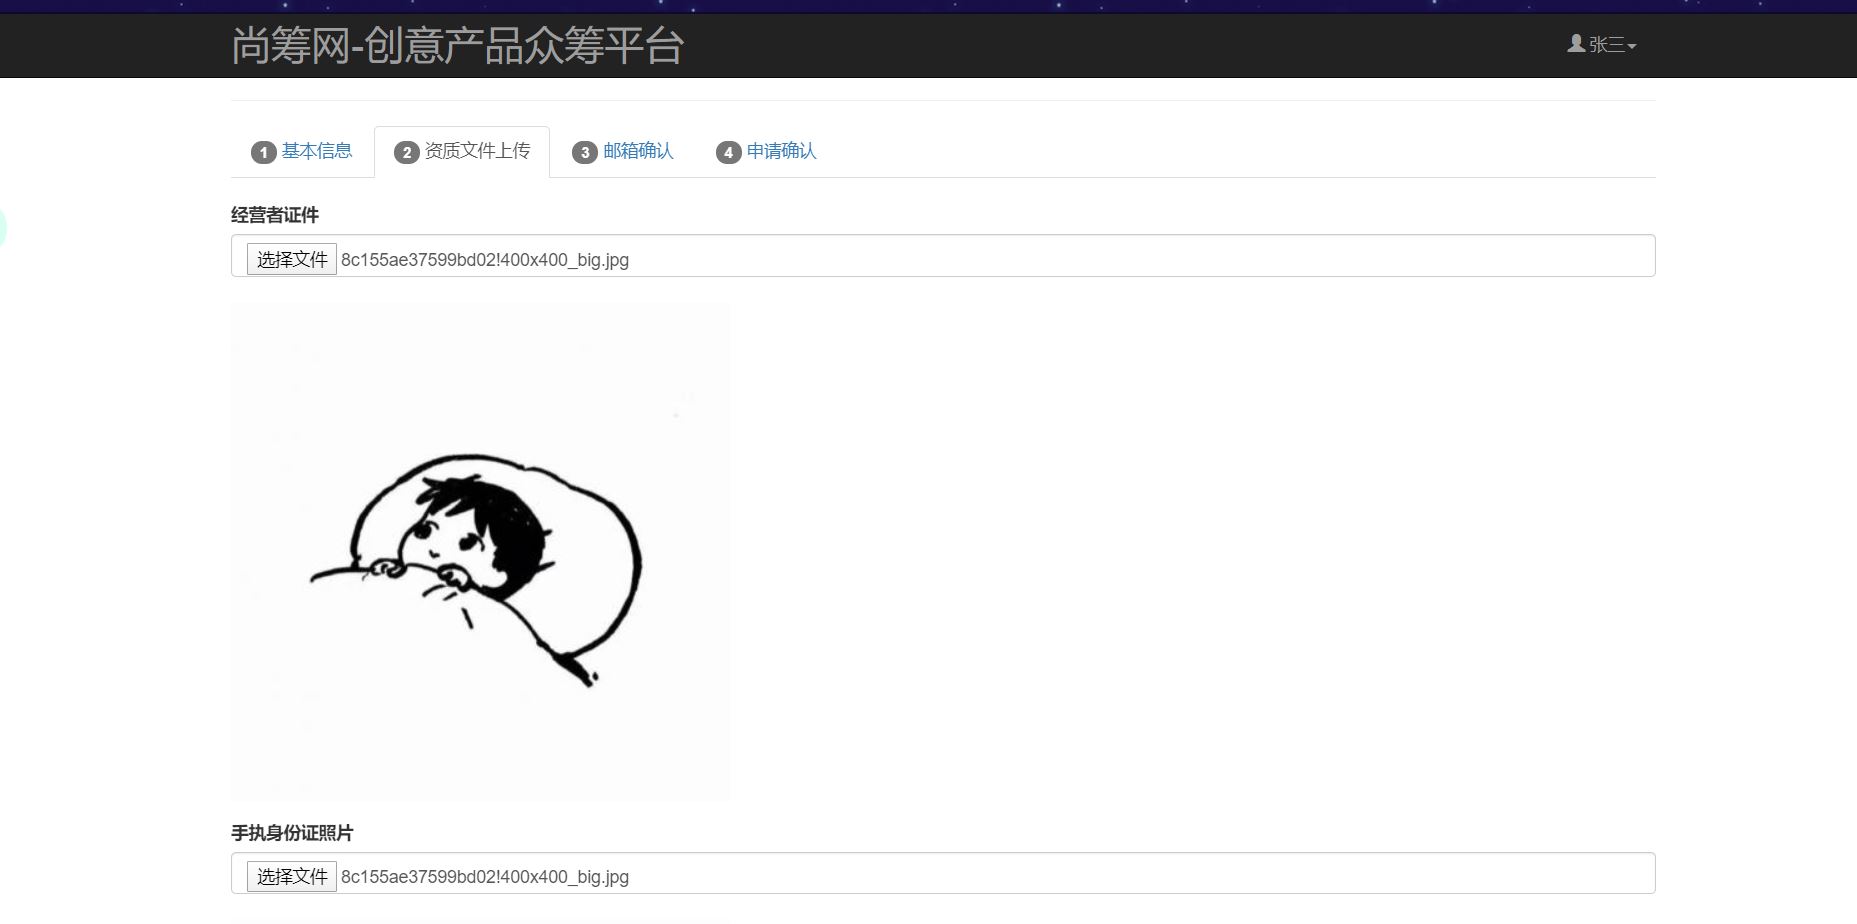 尚筹网-创意产品众筹平台
张三
1 基本信息 2 资质文件上传 3 邮箱确认 4 申请确认
经营者证件
选择文件 8c155ae37599bd02!400x400_big.jpg
手执身份证照片
选择文件 8c155ae37599bd02!400x400_big.jpg